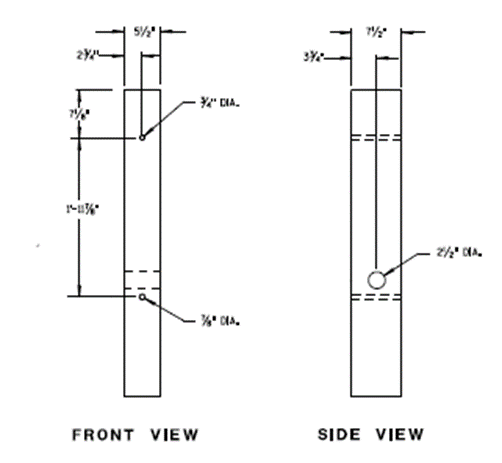 5½"
2¾"
¾" DIA.
7⅛"
1'-11⅞"
⅞" DIA.
FRONT VIEW
7½"
3¾"
2½" DIA.
SIDE VIEW